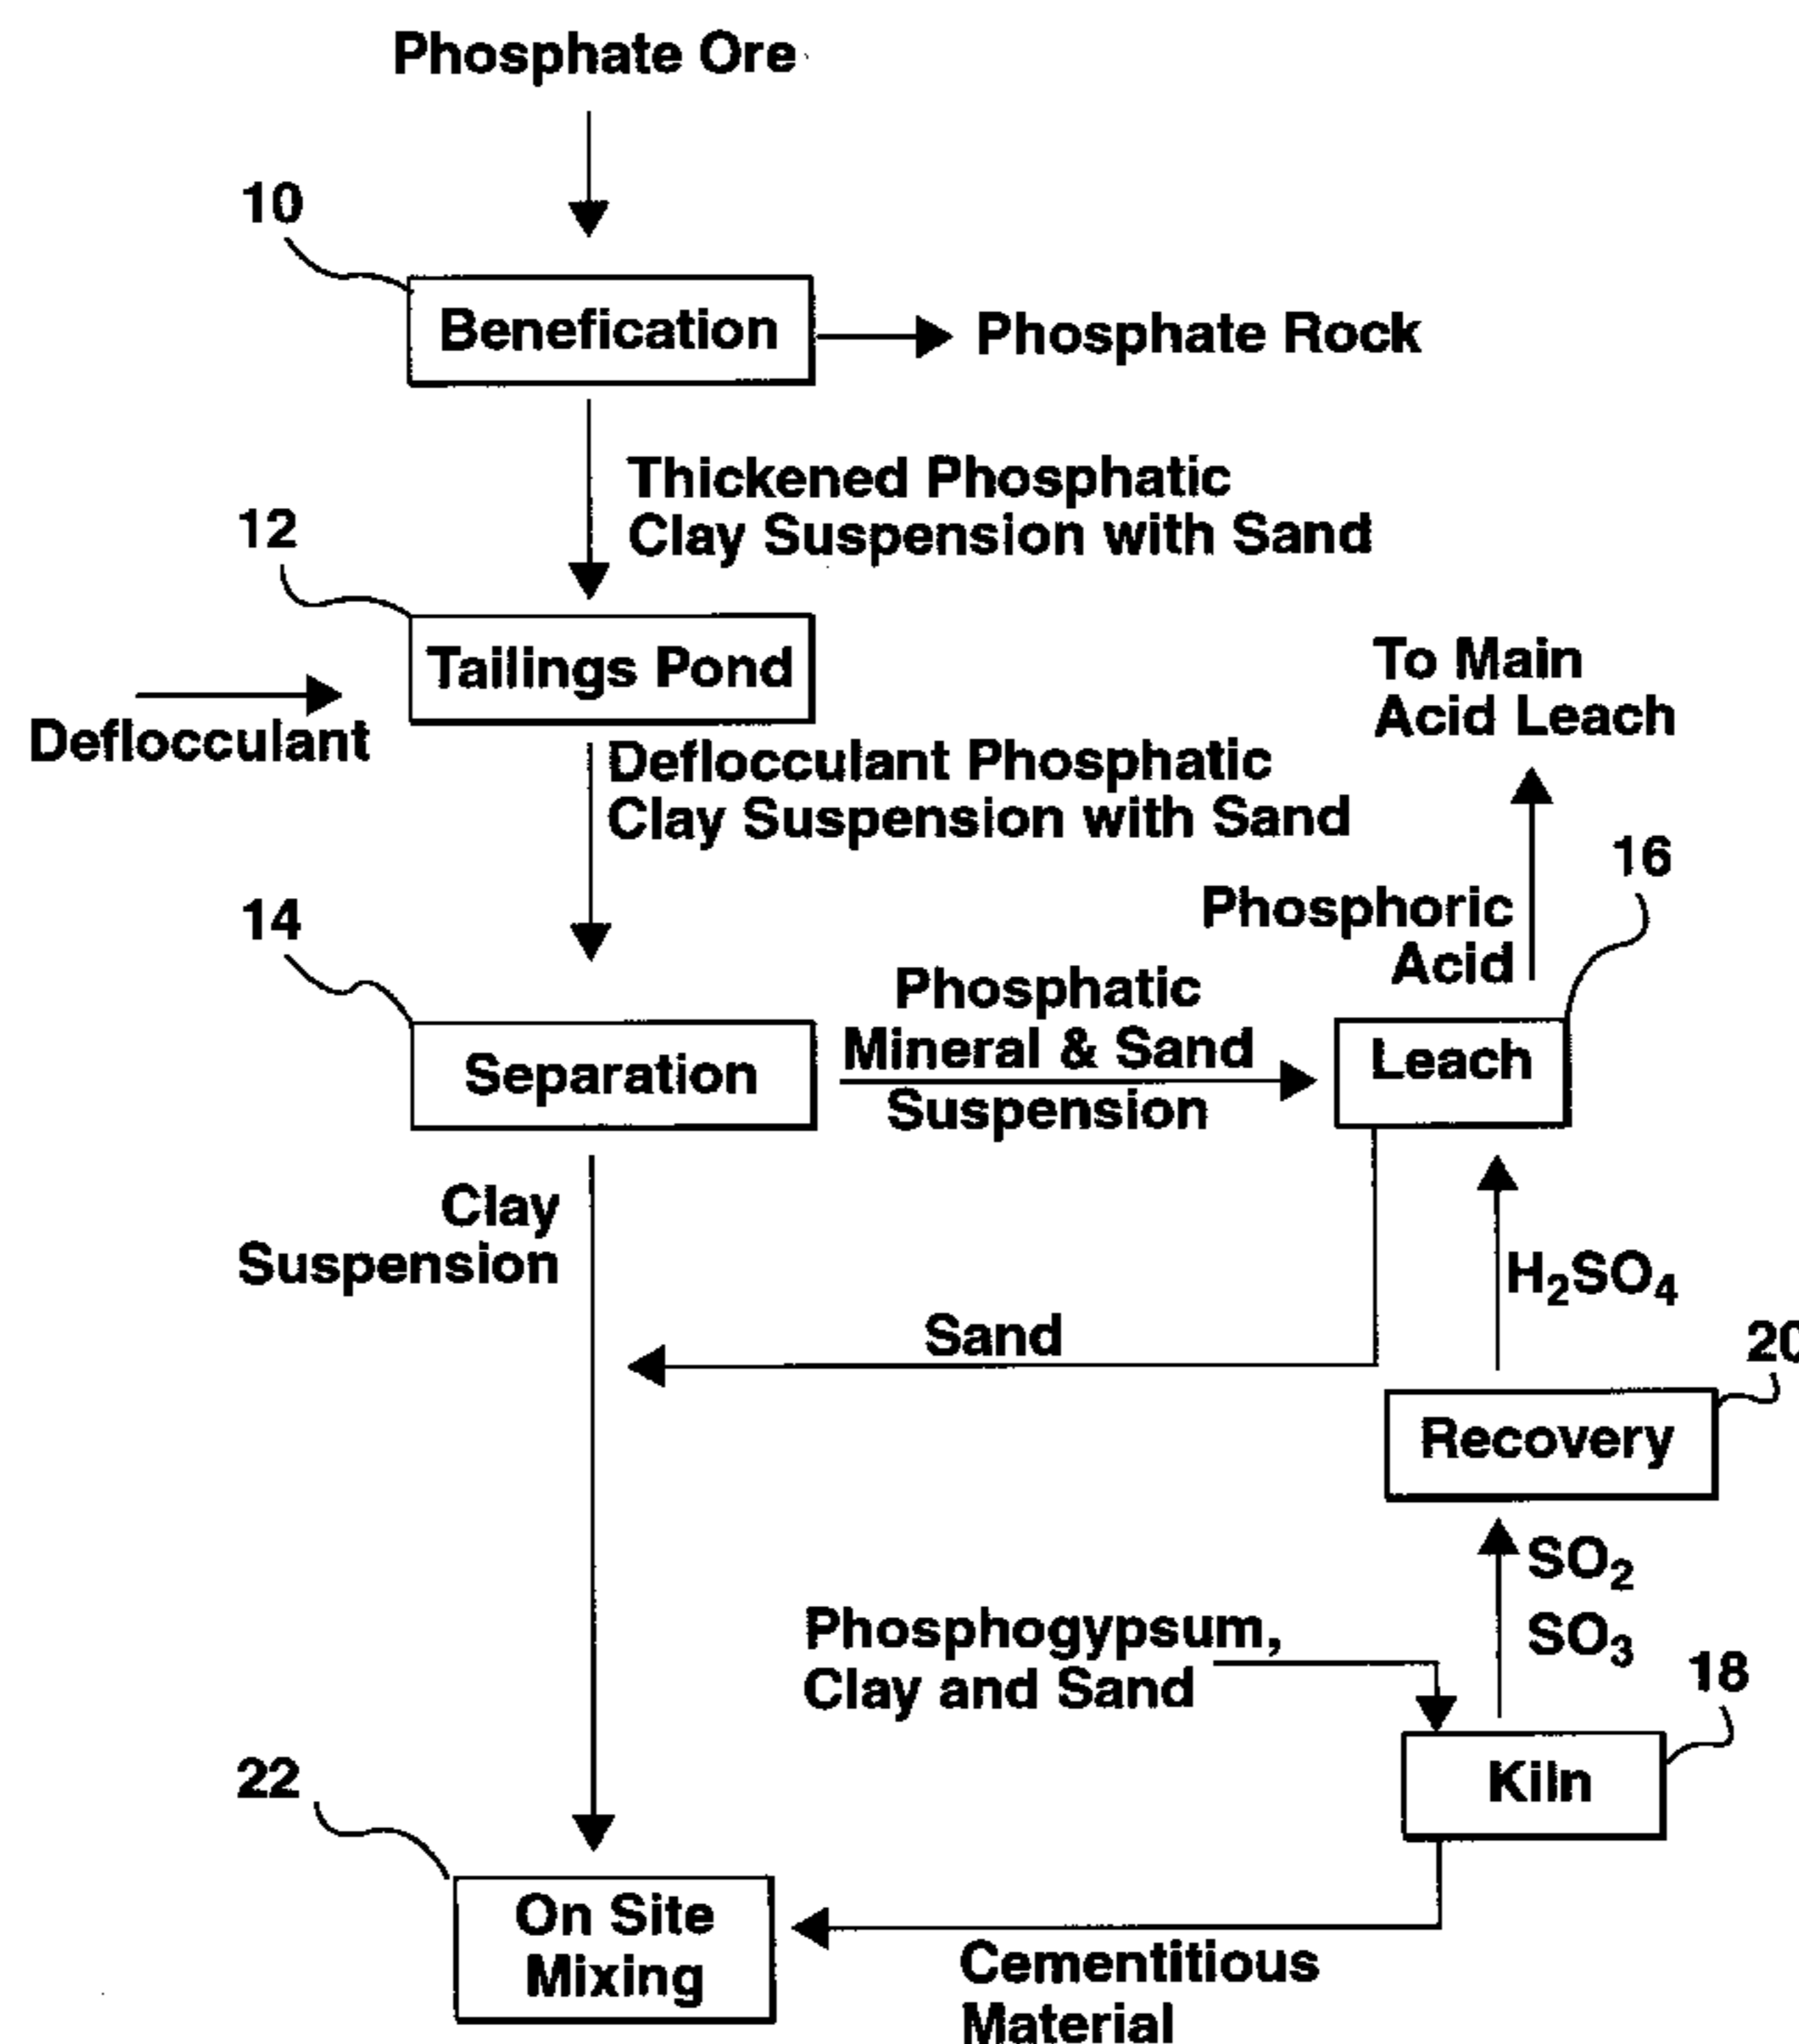 Phosphate Ore
10
Benefication
Phosphate Rock
Thickened Phosphatic
Clay Suspension with Sand
12
Tailings Pond
Deflocculant
To Main
Acid Leach
Deflocculant Phosphatic
Clay Suspension with Sand
16
14
Phosphoric
Acid
Phosphatic
Mineral & Sand
Suspension
Separation
Leach
Clay
Suspension
H₂SO₄
Sand
20
Recovery
SO₂
SO₃
Phosphogypsum,
Clay and Sand
18
Kiln
22
On Site
Mixing
Cementitious
Material